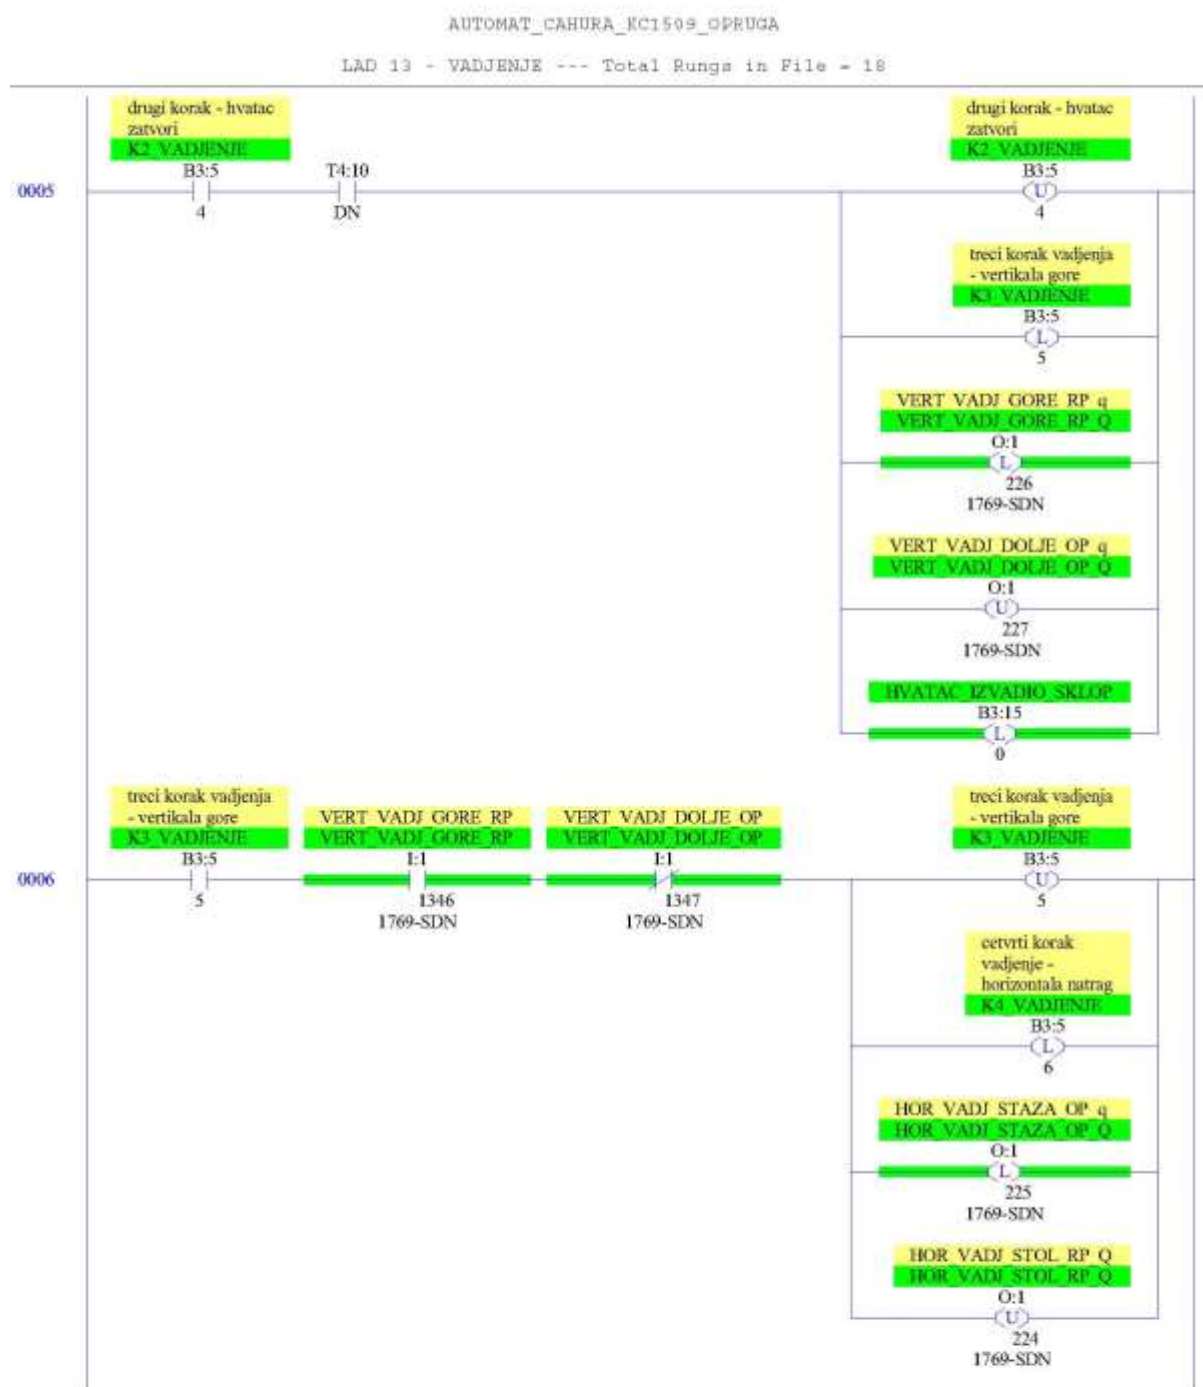 AUTOMAT_CAHURA_KC1509_OPRUGA
LAD 13 - VADJENJE --- Total Rungs in File = 18
drugi korak - hvatac
zatvori
K2_VADJENJE
B3:5
4
T4:10
DN
0005
drugi korak - hvatac
zatvori
K2_VADJENJE
B3:5
U
4
treci korak vadjenja
- vertikala gore
K3_VADJENJE
B3:5
L
5
VERT_VADJ_GORE_RP_q
VERT_VADJ_GORE_RP_Q
O:1
L
226
1769-SDN
VERT_VADJ_DOLJE_OP_q
VERT_VADJ_DOLJE_OP_Q
O:1
U
227
1769-SDN
HVATAC_IZVADIO_SKLOP
B3:15
L
0
treci korak vadjenja
- vertikala gore
K3_VADJENJE
B3:5
5
VERT_VADJ_GORE_RP
VERT_VADJ_GORE_RP
I:1
1346
1769-SDN
VERT_VADJ_DOLJE_OP
VERT_VADJ_DOLJE_OP
I:1
1347
1769-SDN
0006
treci korak vadjenja
- vertikala gore
K3_VADJENJE
B3:5
U
5
cetvrti korak
vadjenje -
horizontala natrag
K4_VADJENJE
B3:5
L
6
HOR_VADJ_STAZA_OP_q
HOR_VADJ_STAZA_OP_Q
O:1
L
225
1769-SDN
HOR_VADJ_STOL_RP_Q
HOR_VADJ_STOL_RP_Q
O:1
U
224
1769-SDN